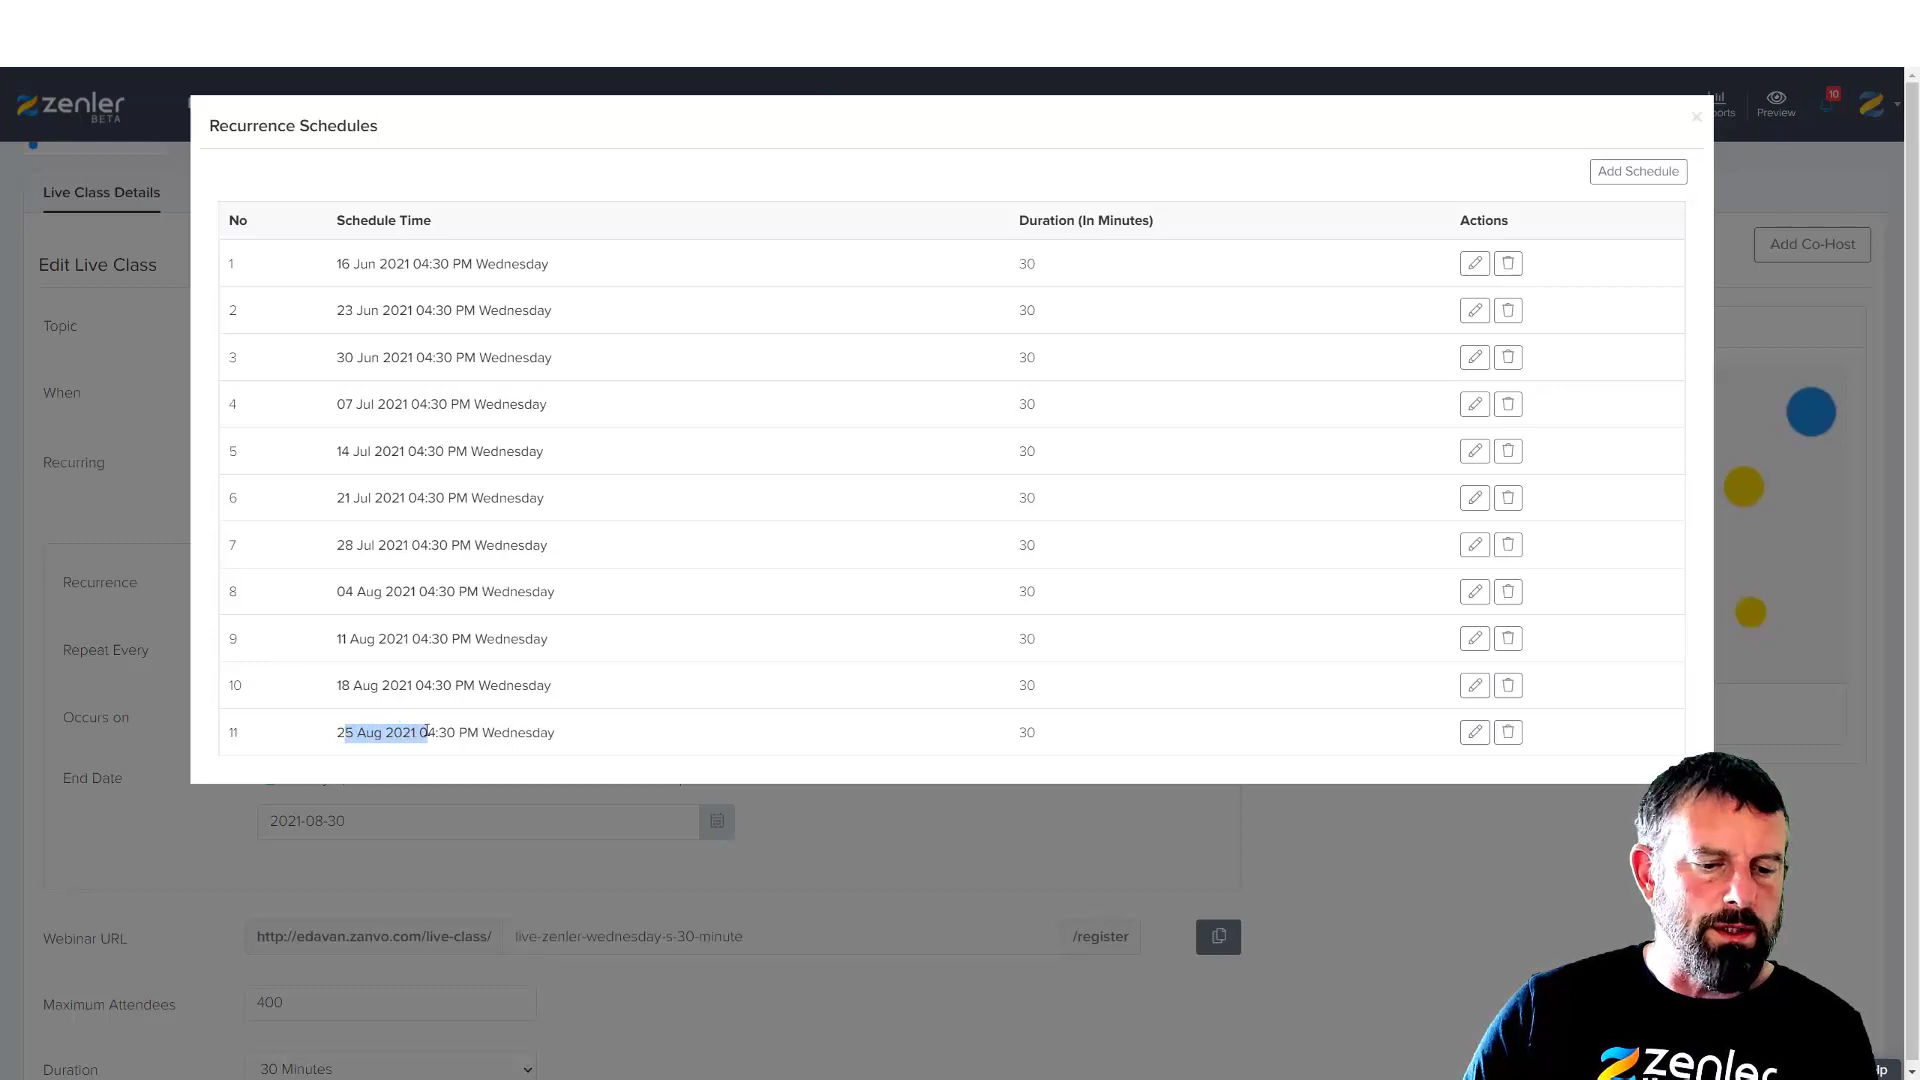 zenler
BETA
orts
Preview
10
Recurrence Schedules
Add Schedule
Live Class Details
Edit Live Class
Add Co-Host
No Schedule Time Duration (In Minutes) Actions
1 16 Jun 2021 04:30 PM Wednesday 30
2 23 Jun 2021 04:30 PM Wednesday 30
3 30 Jun 2021 04:30 PM Wednesday 30
4 07 Jul 2021 04:30 PM Wednesday 30
5 14 Jul 2021 04:30 PM Wednesday 30
6 21 Jul 2021 04:30 PM Wednesday 30
7 28 Jul 2021 04:30 PM Wednesday 30
8 04 Aug 2021 04:30 PM Wednesday 30
9 11 Aug 2021 04:30 PM Wednesday 30
10 18 Aug 2021 04:30 PM Wednesday 30
11 25 Aug 2021 04:30 PM Wednesday 30
Topic
When
Recurring
Recurrence
Repeat Every
Occurs on
End Date
2021-08-30
Webinar URL http://edavan.zanvo.com/live-class/ live-zenler-wednesday-s-30-minute /register
Maximum Attendees 400
Duration 30 Minutes
zenler
lp